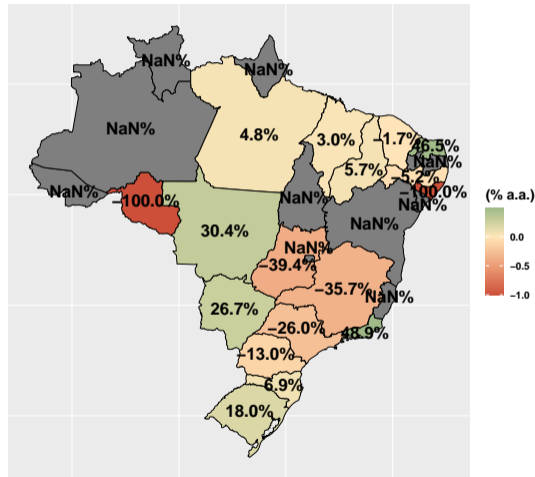 NaN%
NaN%
NaN%
4.8%
3.0%
−1.7%
46.5%
NaN%
5.7%
−5.2%
−100.0%
NaN%
NaN%
−100.0%
NaN%
NaN%
30.4%
NaN%
−39.4%
−35.7%
NaN%
26.7%
−26.0%
48.9%
−13.0%
6.9%
18.0%
(% a.a.)
0.0
−0.5
−1.0